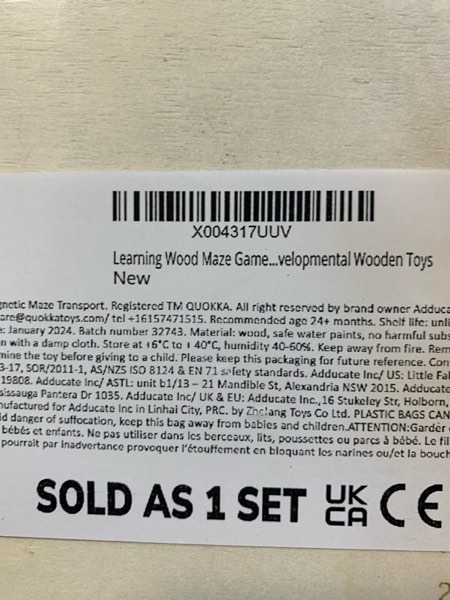 X004317UUV
Learning Wood Maze Game...velopmental Wooden Toys
New
gnetic Maze Transport. Registered TM QUOKKA. All right reserved by brand owner Adduca
are@quokkatoys.com/ tel +16157471515. Recommended age 24+ months. Shelf life: unli
e: January 2024. Batch number 32743. Material: wood, safe water paints, no harmful subs
n with a damp cloth. Store at +6°C to + 40°C, humidity 40-60%. Keep away from fire. Rem
mine the toy before giving to a child. Please keep this packaging for future reference. Con
3-17, SOR/2011-1, AS/NZS ISO 8124 & EN 71 safety standards. Adducate Inc/ US: Little Fal
19808. Adducate Inc/ ASTL: unit b1/13 – 21 Mandible St, Alexandria NSW 2015. Adducate
sissauga Pantera Dr 1035. Adducate Inc/ UK & EU: Adducate Inc.,16 Stukeley Str, Holborn,
nufactured for Adducate Inc in Linhai City, PRC. by Toys Co Ltd. PLASTIC BAGS CAN
d danger of suffocation, keep this bag away from babies and children.ATTENTION:Garder
bébés et enfants. Ne pas utiliser dans les berceaux, lits, poussettes ou parcs à bébé. Le fil
pourrait par inadvertance provoquer l'étouffement en bloquant les narines ou/et la bouch
SOLD AS 1 SET UK CA CE